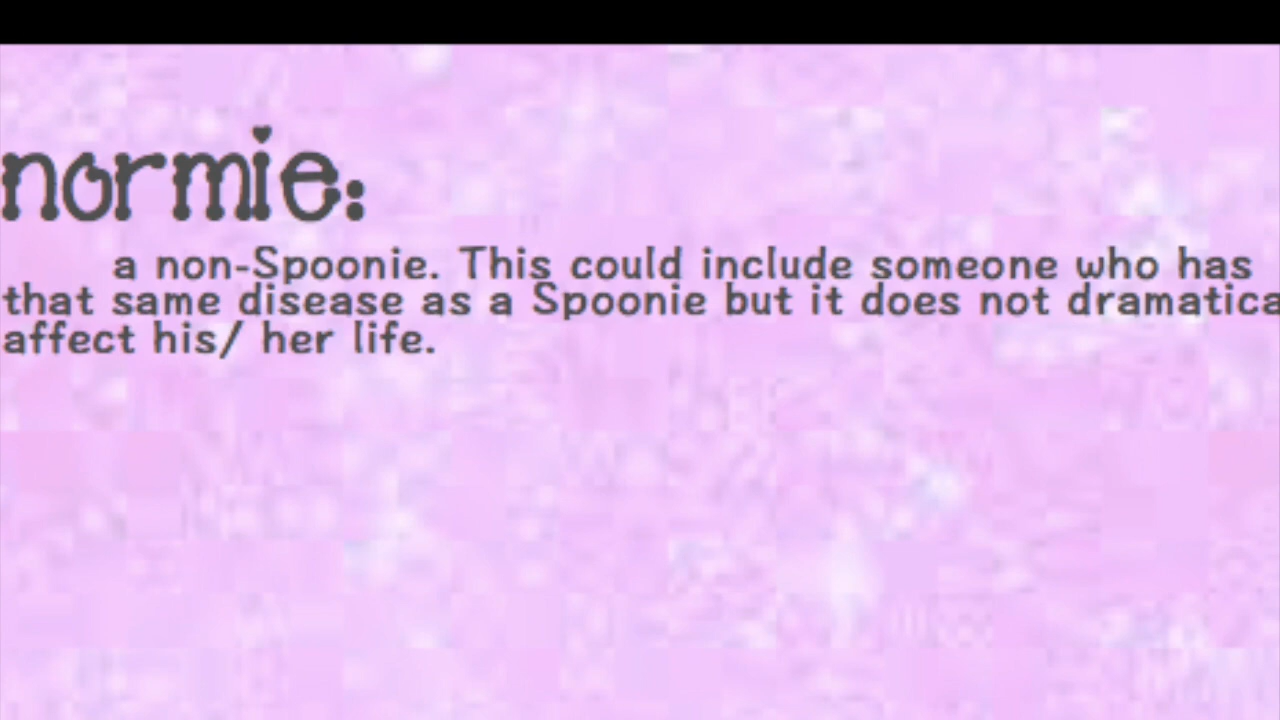 normie:
a non-Spoonie. This could include someone who has
that same disease as a Spoonie but it does not dramatica
affect his/ her life.